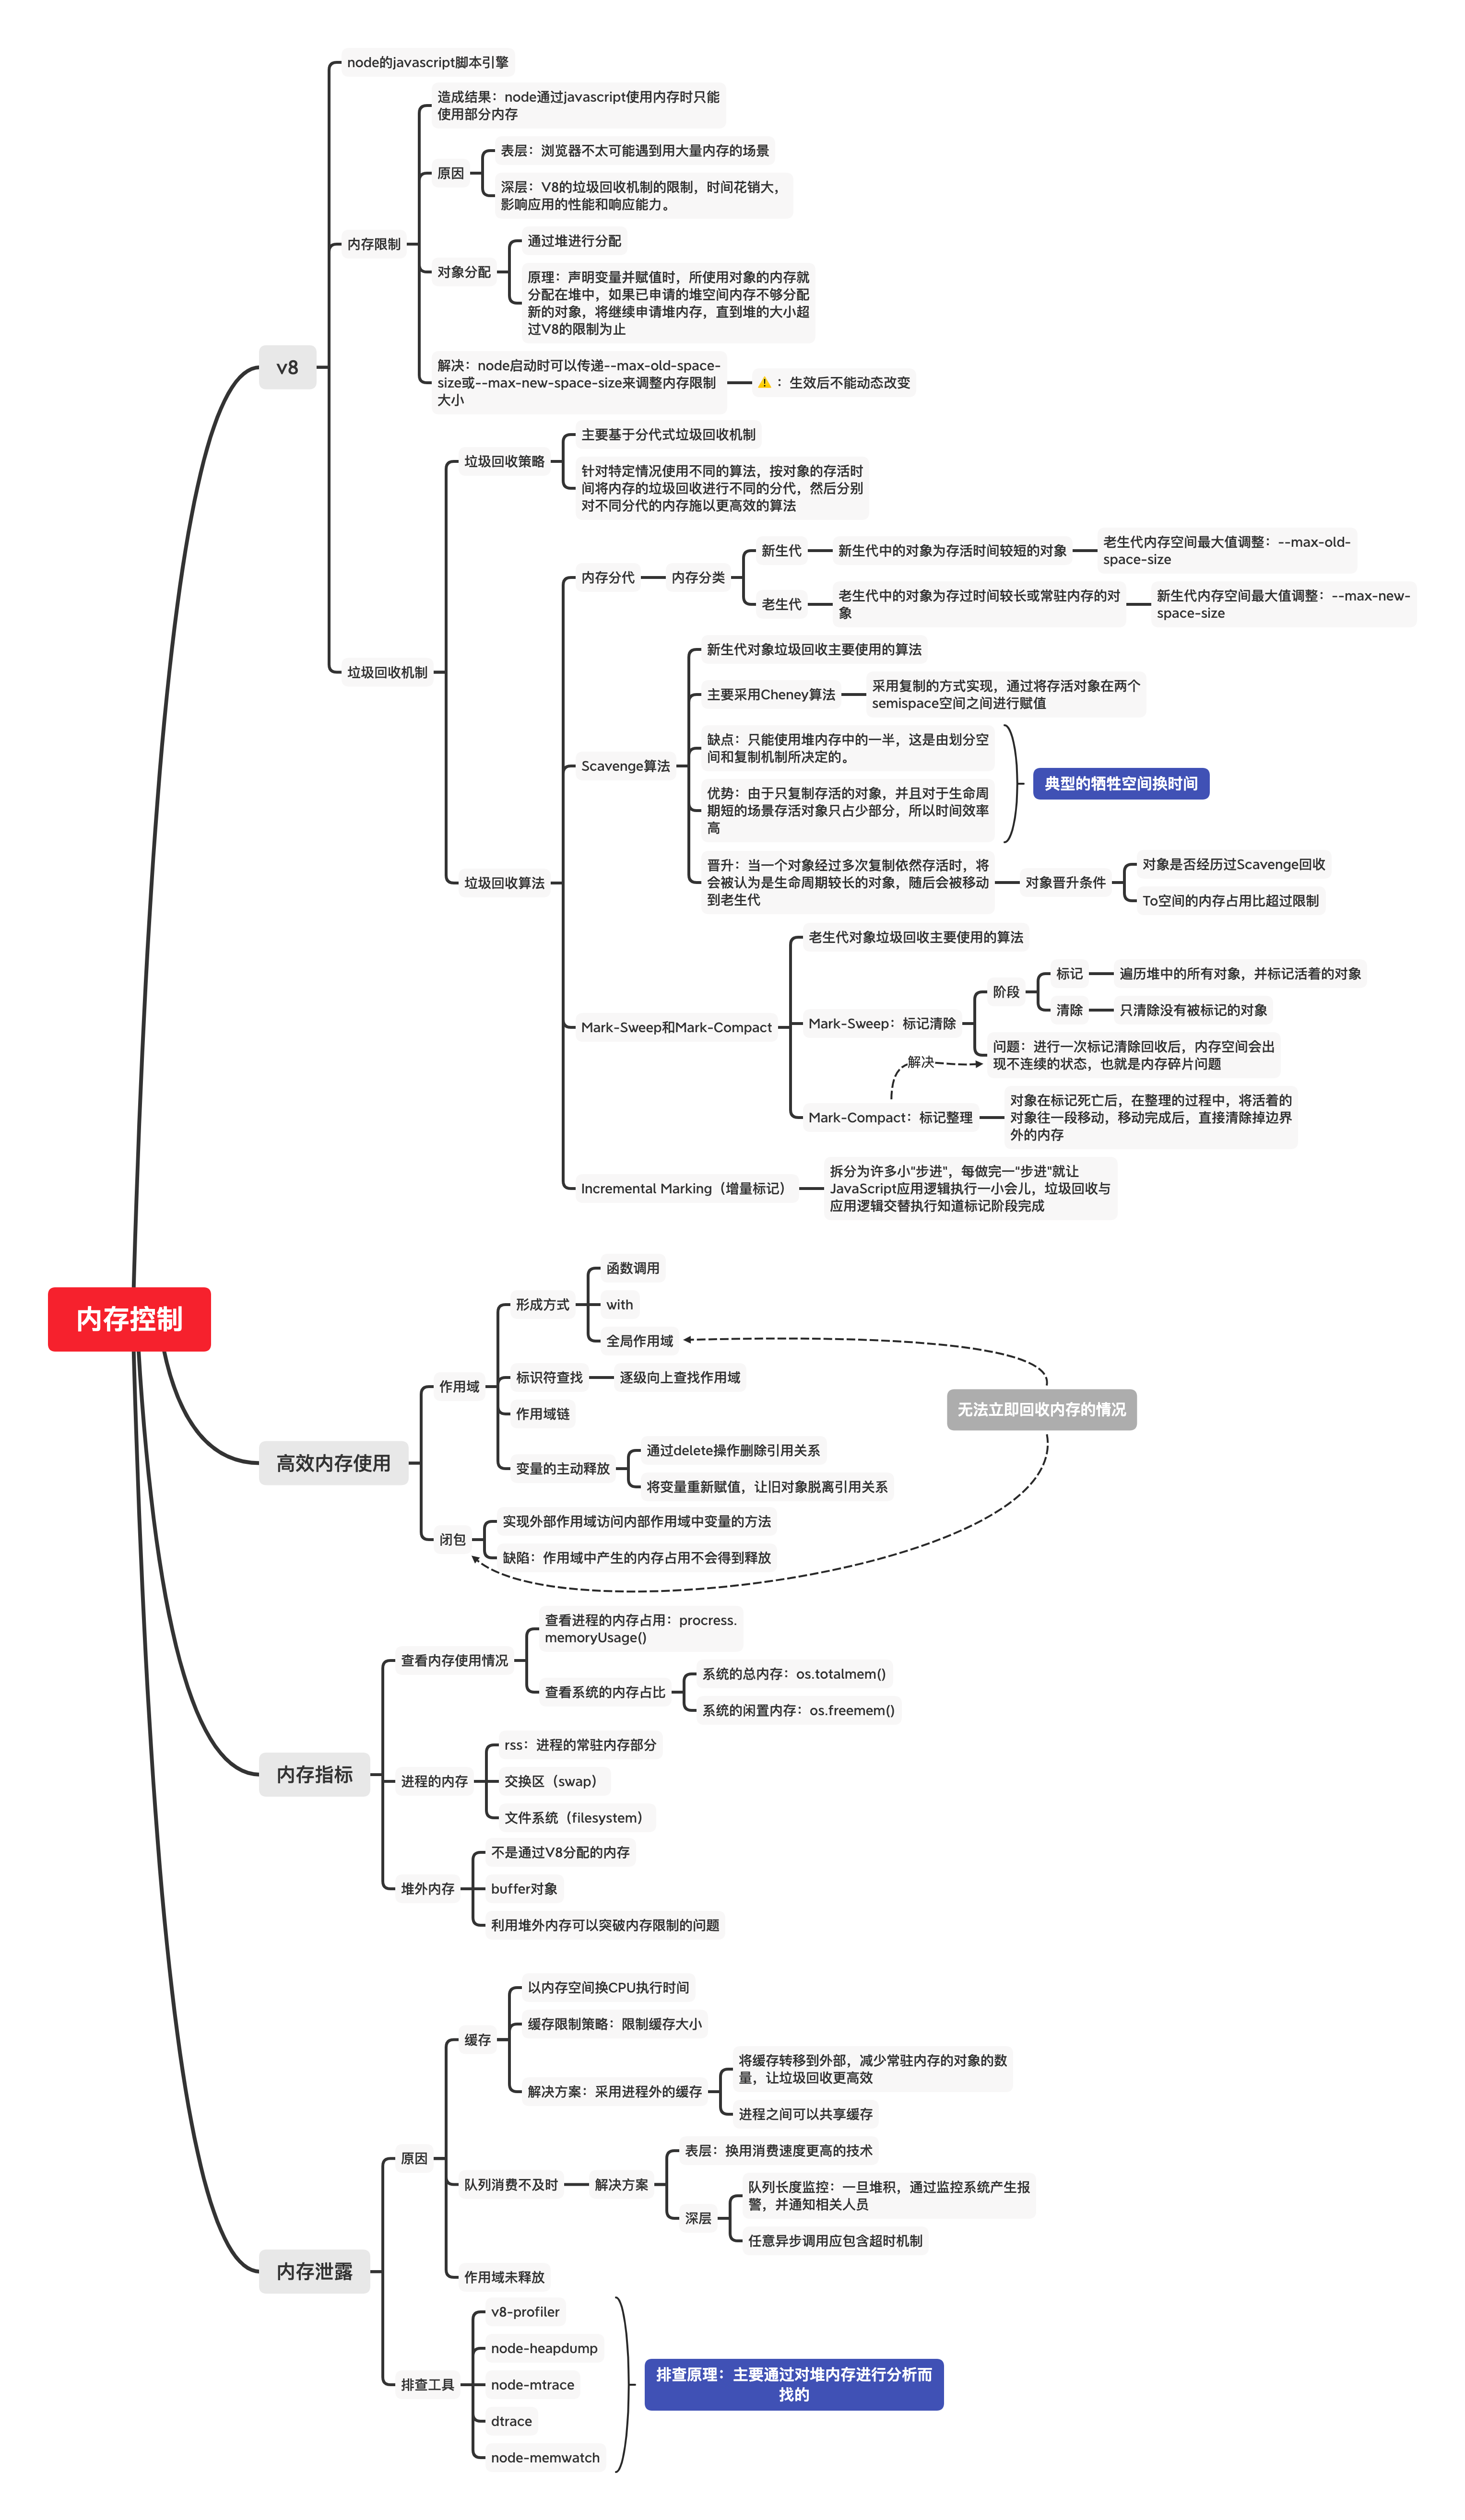 内存控制
v8
node的javascript脚本引擎
内存限制
造成结果：node通过javascript使用内存时只能
使用部分内存
原因
表层：浏览器不太可能遇到用大量内存的场景
深层：V8的垃圾回收机制的限制，时间花销大，
影响应用的性能和响应能力。
对象分配
通过堆进行分配
原理：声明变量并赋值时，所使用对象的内存就
分配在堆中，如果已申请的堆空间内存不够分配
新的对象，将继续申请堆内存，直到堆的大小超
过V8的限制为止
解决：node启动时可以传递--max-old-space-
size或--max-new-space-size来调整内存限制
大小
⚠️ ：生效后不能动态改变
垃圾回收机制
垃圾回收策略
主要基于分代式垃圾回收机制
针对特定情况使用不同的算法，按对象的存活时
间将内存的垃圾回收进行不同的分代，然后分别
对不同分代的内存施以更高效的算法
垃圾回收算法
内存分代
内存分类
新生代
新生代中的对象为存活时间较短的对象
老生代内存空间最大值调整：--max-old-
space-size
老生代
老生代中的对象为存过时间较长或常驻内存的对
象
新生代内存空间最大值调整：--max-new-
space-size
Scavenge算法
新生代对象垃圾回收主要使用的算法
主要采用Cheney算法
采用复制的方式实现，通过将存活对象在两个
semispace空间之间进行赋值
缺点：只能使用堆内存中的一半，这是由划分空
间和复制机制所决定的。
优势：由于只复制存活的对象，并且对于生命周
期短的场景存活对象只占少部分，所以时间效率
高
典型的牺牲空间换时间
晋升：当一个对象经过多次复制依然存活时，将
会被认为是生命周期较长的对象，随后会被移动
到老生代
对象晋升条件
对象是否经历过Scavenge回收
To空间的内存占用比超过限制
Mark-Sweep和Mark-Compact
老生代对象垃圾回收主要使用的算法
Mark-Sweep：标记清除
阶段
标记
遍历堆中的所有对象，并标记活着的对象
清除
只清除没有被标记的对象
问题：进行一次标记清除回收后，内存空间会出
现不连续的状态，也就是内存碎片问题
解决
Mark-Compact：标记整理
对象在标记死亡后，在整理的过程中，将活着的
对象往一段移动，移动完成后，直接清除掉边界
外的内存
Incremental Marking（增量标记）
拆分为许多小"步进"，每做完一"步进"就让
JavaScript应用逻辑执行一小会儿，垃圾回收与
应用逻辑交替执行知道标记阶段完成
高效内存使用
作用域
形成方式
函数调用
with
全局作用域
标识符查找
逐级向上查找作用域
作用域链
变量的主动释放
通过delete操作删除引用关系
将变量重新赋值，让旧对象脱离引用关系
闭包
实现外部作用域访问内部作用域中变量的方法
缺陷：作用域中产生的内存占用不会得到释放
无法立即回收内存的情况
内存指标
查看内存使用情况
查看进程的内存占用：procress.
memoryUsage()
查看系统的内存占比
系统的总内存：os.totalmem()
系统的闲置内存：os.freemem()
进程的内存
rss：进程的常驻内存部分
交换区（swap）
文件系统（filesystem）
堆外内存
不是通过V8分配的内存
buffer对象
利用堆外内存可以突破内存限制的问题
内存泄露
原因
缓存
以内存空间换CPU执行时间
缓存限制策略：限制缓存大小
解决方案：采用进程外的缓存
将缓存转移到外部，减少常驻内存的对象的数
量，让垃圾回收更高效
进程之间可以共享缓存
队列消费不及时
解决方案
表层：换用消费速度更高的技术
深层
队列长度监控：一旦堆积，通过监控系统产生报
警，并通知相关人员
任意异步调用应包含超时机制
作用域未释放
排查工具
v8-profiler
node-heapdump
node-mtrace
dtrace
node-memwatch
排查原理：主要通过对堆内存进行分析而
找的